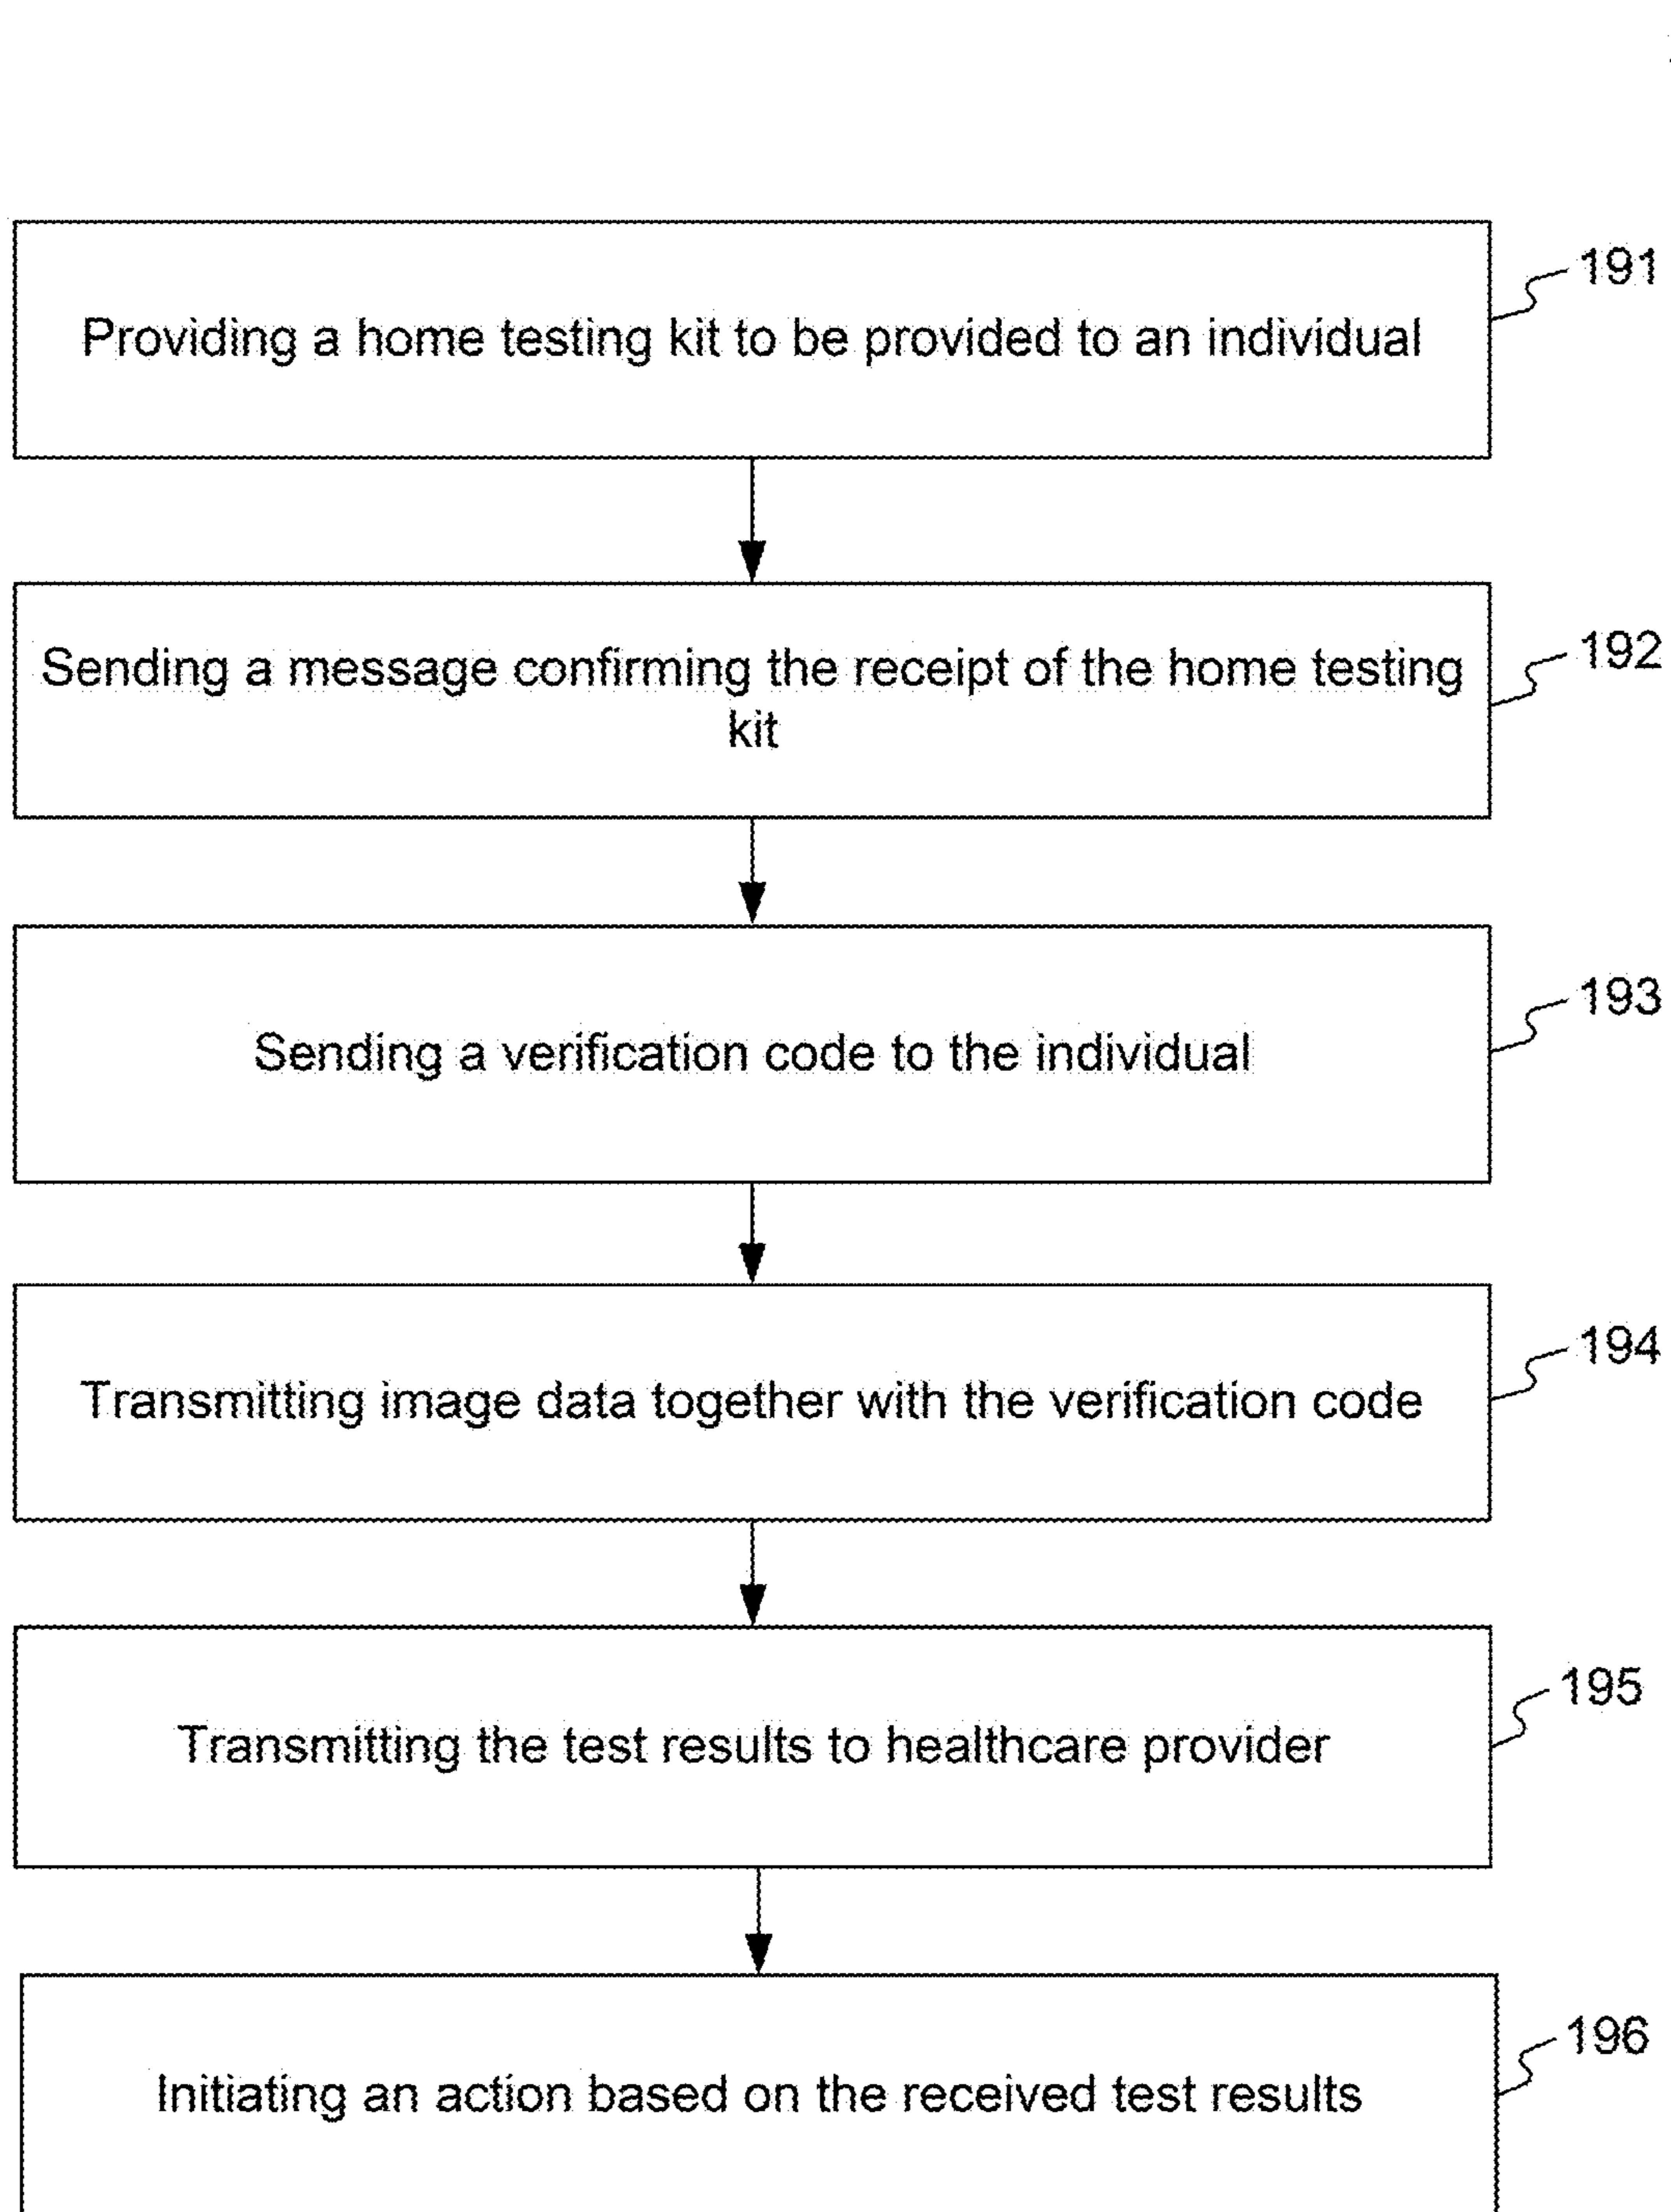 191
Providing a home testing kit to be provided to an individual
192
Sending a message confirming the receipt of the home testing
kit
193
Sending a verification code to the individual
194
Transmitting image data together with the verification code
195
Transmitting the test results to healthcare provider
196
Initiating an action based on the received test results